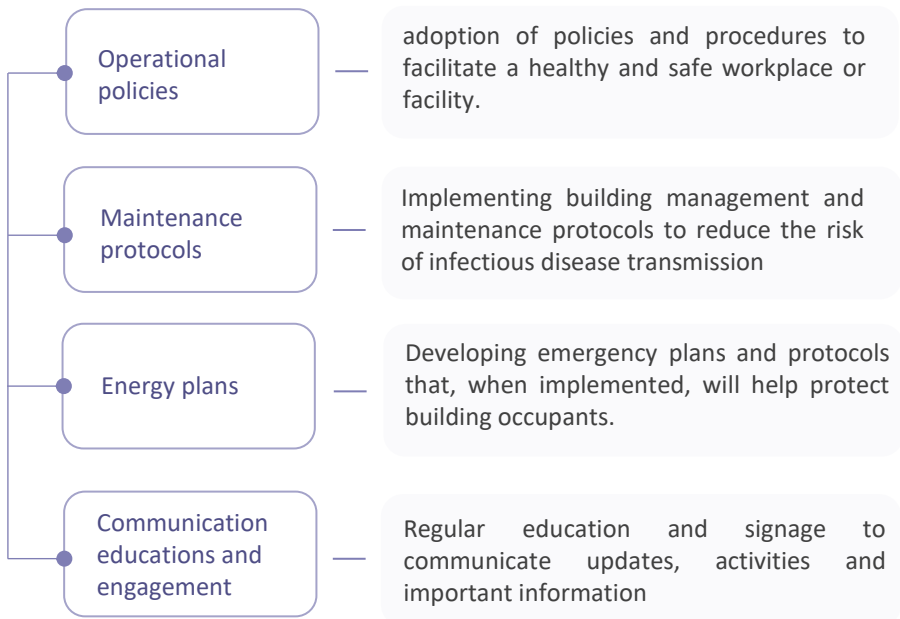 Operational
policies
adoption of policies and procedures to
facilitate a healthy and safe workplace or
facility.
Maintenance
protocols
Implementing building management and
maintenance protocols to reduce the risk
of infectious disease transmission
Energy plans
Developing emergency plans and protocols
that, when implemented, will help protect
building occupants.
Communication
educations and
engagement
Regular education and signage to
communicate updates, activities and
important information